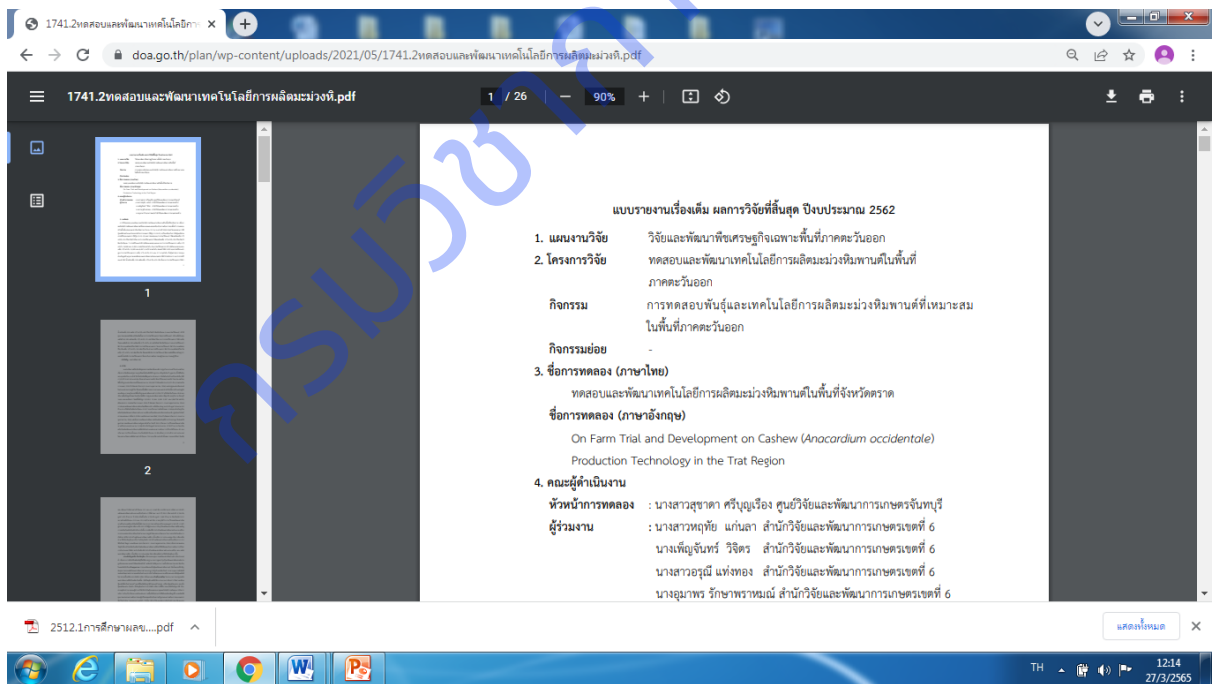 1741.2ทดสอบและพัฒนาเทคโนโลยีการ
doa.go.th/plan/wp-content/uploads/2021/05/1741.2ทดสอบและพัฒนาเทคโนโลยีการผลิตมะม่วงหิ.pdf
1741.2ทดสอบและพัฒนาเทคโนโลยีการผลิตมะม่วงหิ.pdf
1 / 26
90%
แบบรายงานเรื่องเต็ม ผลการวิจัยที่สิ้นสุด ปีงบประมาณ 2562
1. แผนงานวิจัย วิจัยและพัฒนาพืชเศรษฐกิจเฉพาะพื้นที่ภาคตะวันออก
2. โครงการวิจัย ทดสอบและพัฒนาเทคโนโลยีการผลิตมะม่วงหิมพานต์ในพื้นที่
ภาคตะวันออก
กิจกรรม การทดสอบพันธุ์และเทคโนโลยีการผลิตมะม่วงหิมพานต์ที่เหมาะสม
ในพื้นที่ภาคตะวันออก
กิจกรรมย่อย -
3. ชื่อการทดลอง (ภาษาไทย)
ทดสอบและพัฒนาเทคโนโลยีการผลิตมะม่วงหิมพานต์ในพื้นที่จังหวัดตราด
ชื่อการทดลอง (ภาษาอังกฤษ)
On Farm Trial and Development on Cashew (Anacardium occidentale)
Production Technology in the Trat Region
4. คณะผู้ดำเนินงาน
หัวหน้าการทดลอง : นางสาวสุชาดา ศรีบุญเรือง ศูนย์วิจัยและพัฒนาการเกษตรจันทบุรี
ผู้ร่วมงาน : นางสาวหฤทัย แก่นลา สำนักวิจัยและพัฒนาการเกษตรเขตที่ 6
นางเพ็ญจันทร์ วิจิตร สำนักวิจัยและพัฒนาการเกษตรเขตที่ 6
นางสาวอรุณี แท่งทอง สำนักวิจัยและพัฒนาการเกษตรเขตที่ 6
นางอุมาพร รักษาพราหมณ์ สำนักวิจัยและพัฒนาการเกษตรเขตที่ 6
1
2
2512.1การศึกษาผลข....pdf
แสดงทั้งหมด
TH
12:14
27/3/2565